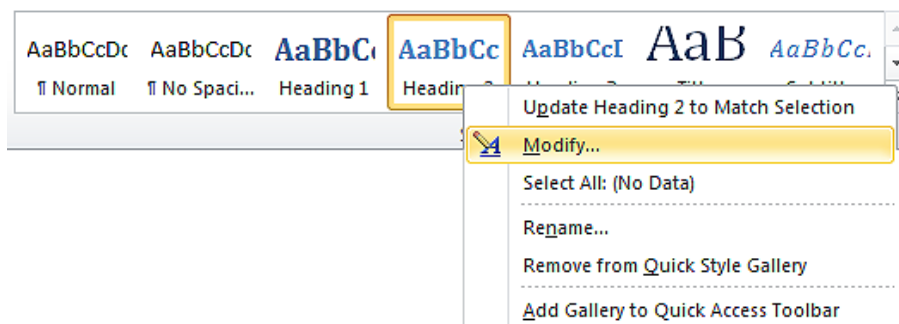 AaBbCcDc AaBbCcDc AaBbC AaBbCc AaBbCcI AaB AaBbCc.
¶ Normal ¶ No Spaci... Heading 1
Update Heading 2 to Match Selection
Modify...
Select All: (No Data)
Rename...
Remove from Quick Style Gallery
Add Gallery to Quick Access Toolbar